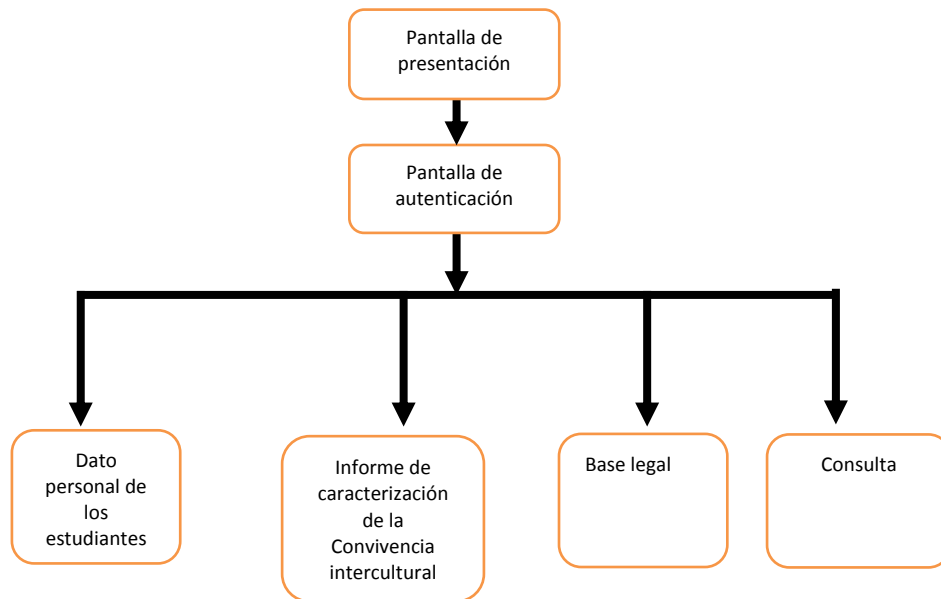 Pantalla de
presentación
Pantalla de
autenticación
Dato
personal de
los
estudiantes
Informe de
caracterización
de la
Convivencia
intercultural
Base legal
Consulta